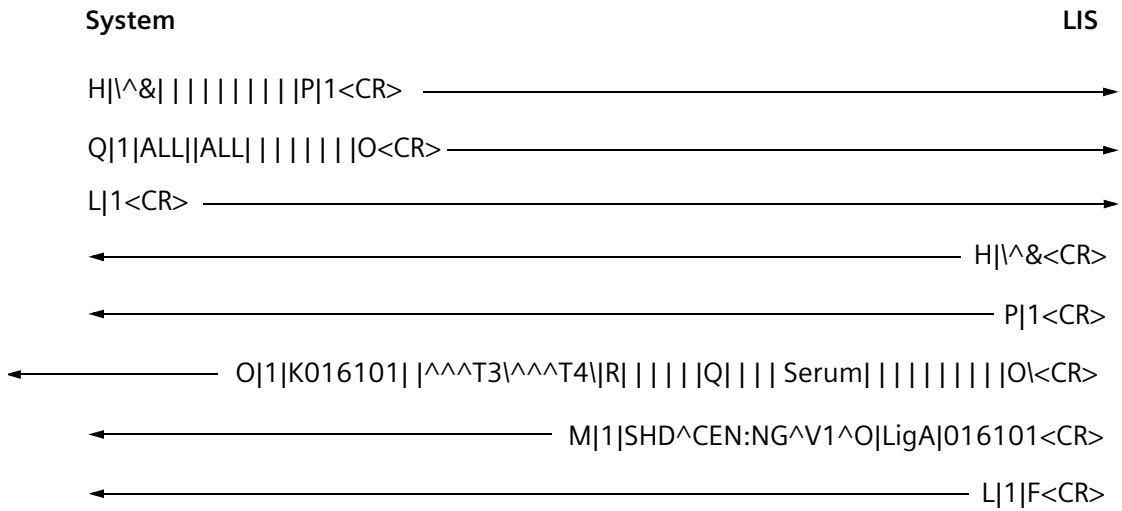 System LIS
H|\^&| | | | | | | | | |P|1<CR>
Q|1|ALL||ALL| | | | | | | |O<CR>
L|1<CR>
H|\^&<CR>
P|1<CR>
O|1|K016101| |^^^T3\^^^T4\|R| | | | | |Q| | | | Serum| | | | | | | | | |O\<CR>
M|1|SHD^CEN:NG^V1^O|LigA|016101<CR>
L|1|F<CR>